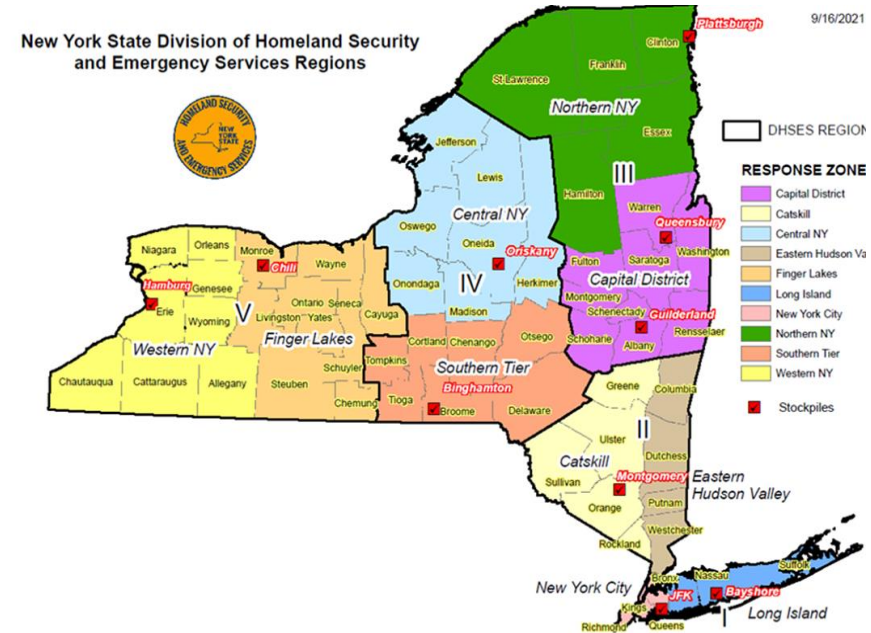 9/16/2021
New York State Division of Homeland Security
and Emergency Services Regions
HOMELAND SECURITY
NEW
YORK
STATE
AND EMERGENCY SERVICES
Plattsburgh
Clinton
Franklin
St Lawrence
Northern NY
Essex
Hamilton
III
DHSES REGION
RESPONSE ZONE
Capital District
Catskill
Central NY
Eastern Hudson Va
Finger Lakes
Long Island
New York City
Northern NY
Southern Tier
Western NY
Stockpiles
Jefferson
Lewis
Central NY
Oswego
Oneida
Oriskany
IV
Onondaga
Herkimer
Madison
Warren
Queensbury
Washington
Fulton
Saratoga
Capital District
Montgomery
Schenectady
Guilderland
Rensselaer
Schoharie
Albany
Niagara
Orleans
Monroe
Chili
Wayne
Hamburg
Genesee
Erie
Wyoming
V
Ontario
Seneca
Livingston
Yates
Cayuga
Western NY
Finger Lakes
Schuyler
Chautauqua
Cattaraugus
Allegany
Steuben
Chemung
Cortland
Chenango
Otsego
Tompkins
Southern Tier
Binghamton
Tioga
Broome
Delaware
Greene
Columbia
II
Ulster
Catskill
Dutchess
Sullivan
Montgomery
Eastern
Hudson Valley
Orange
Putnam
Westchester
Rockland
New York City
Bronx
Nassau
Suffolk
JFK
Bayshore
Kings
I
Long Island
Richmond
Queens